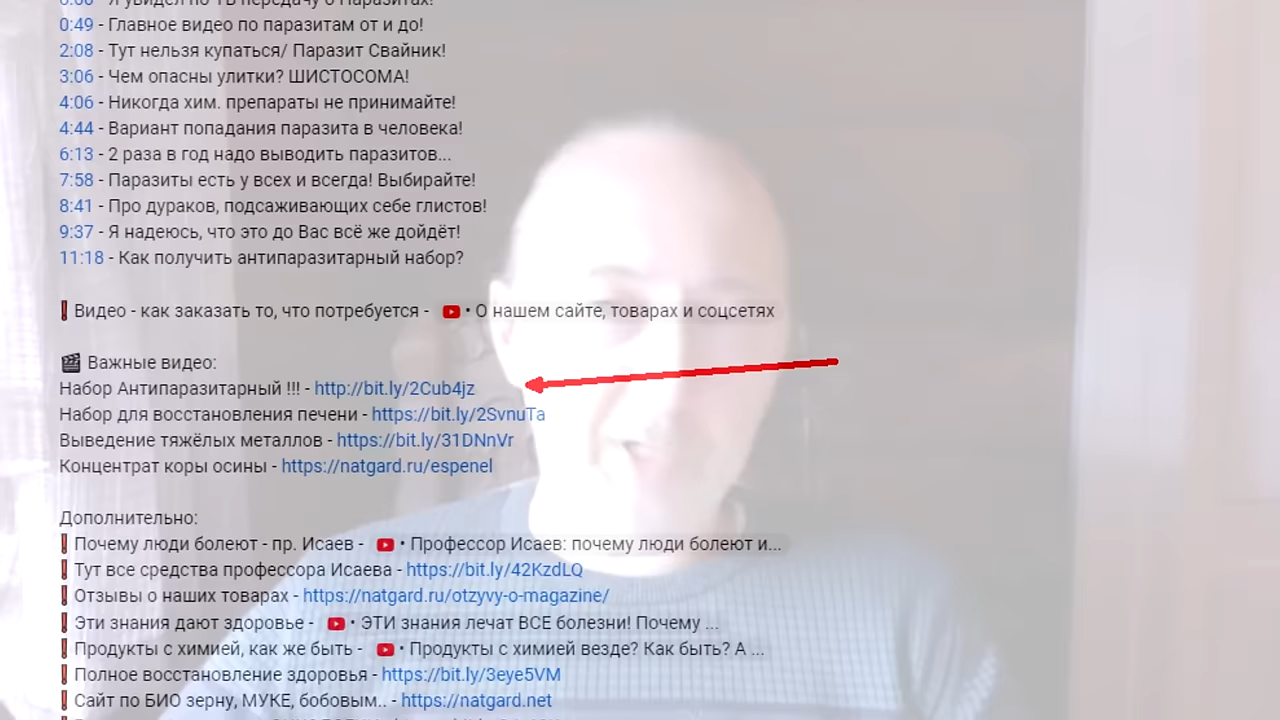 0:00 - Я увидел по ТВ передачу о Паразитах!
0:49 - Главное видео по паразитам от и до!
2:08 - Тут нельзя купаться/ Паразит Свайник!
3:06 - Чем опасны улитки? ШИСТОСОМА!
4:06 - Никогда хим. препараты не принимайте!
4:44 - Вариант попадания паразита в человека!
6:13 - 2 раза в год надо выводить паразитов...
7:58 - Паразиты есть у всех и всегда! Выбирайте!
8:41 - Про дураков, подсаживающих себе глистов!
9:37 - Я надеюсь, что это до Вас всё же дойдёт!
11:18 - Как получить антипаразитарный набор?
❗Видео - как заказать то, что потребуется - • О нашем сайте, товарах и соцсетях
🎬 Важные видео:
Набор Антипаразитарный !!! - http://bit.ly/2Cub4jz
Набор для восстановления печени - https://bit.ly/2SvnuTa
Выведение тяжёлых металлов - https://bit.ly/31DNnVr
Концентрат коры осины - https://natgard.ru/espenel
Дополнительно:
❗Почему люди болеют - пр. Исаев - • Профессор Исаев: почему люди болеют и...
❗Тут все средства профессора Исаева - https://bit.ly/42KzdLQ
❗Отзывы о наших товарах - https://natgard.ru/otzyvy-o-magazine/
❗Эти знания дают здоровье - • ЭТИ знания лечат ВСЕ болезни! Почему ...
❗Продукты с химией, как же быть - • Продукты с химией везде? Как быть? А ...
❗Полное восстановление здоровья - https://bit.ly/3eye5VM
❗Сайт по БИО зерну, МУКЕ, бобовым.. - https://natgard.net